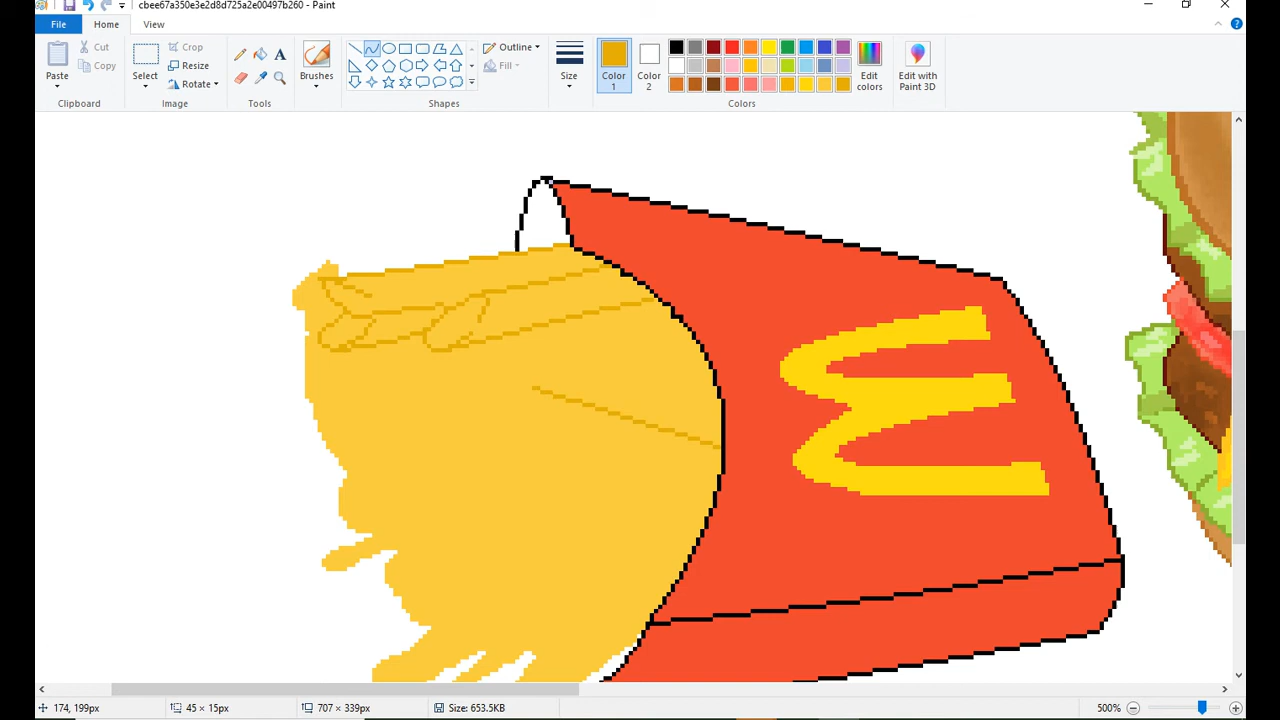 cbee67a350e3e2d8d725a2e00497b260 - Paint
File Home View
Paste
Cut
Copy
Clipboard
Select
Crop
Resize
Rotate
Image
Tools
Brushes
Shapes
Outline
Fill
Size
Color 1
Color 2
Edit colors
Colors
Edit with Paint 3D
M
174, 199px 45 × 15px 707 × 339px Size: 653.5KB 500%